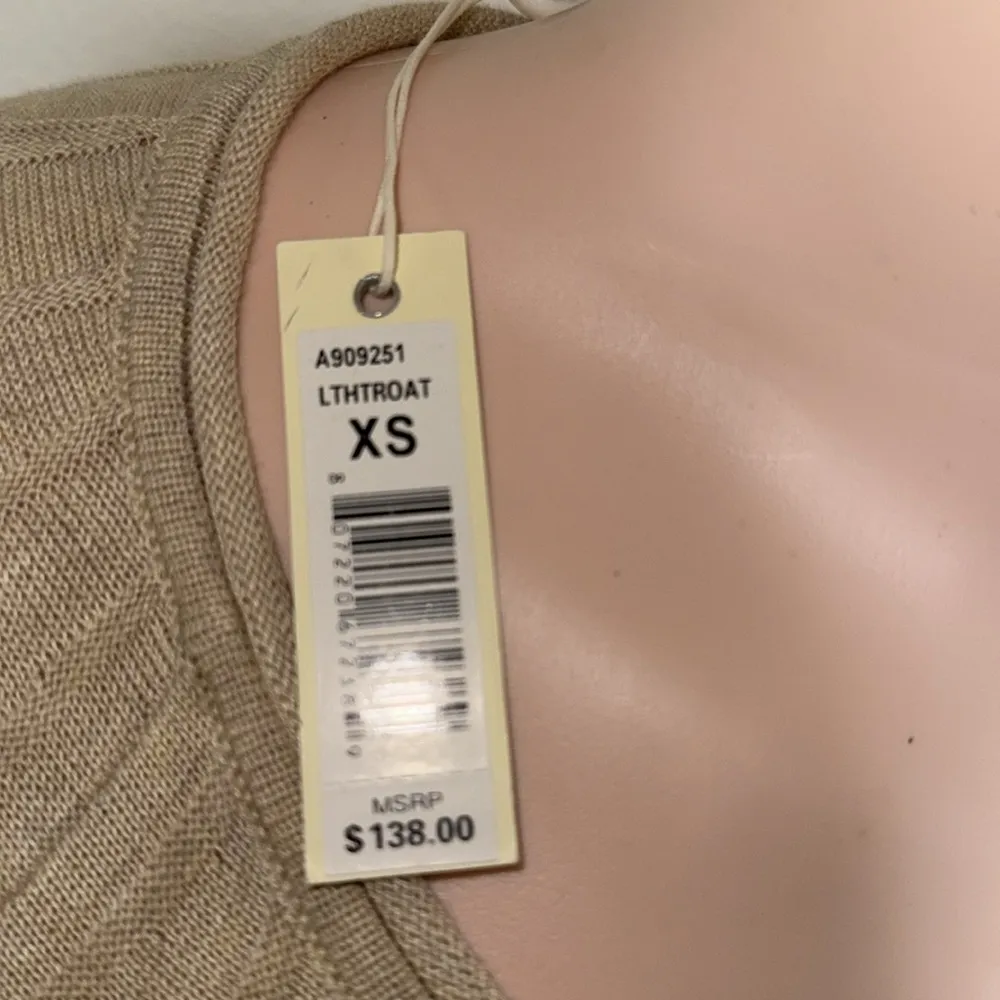 A909251
LTHTROAT
XS
MSRP
$138.00